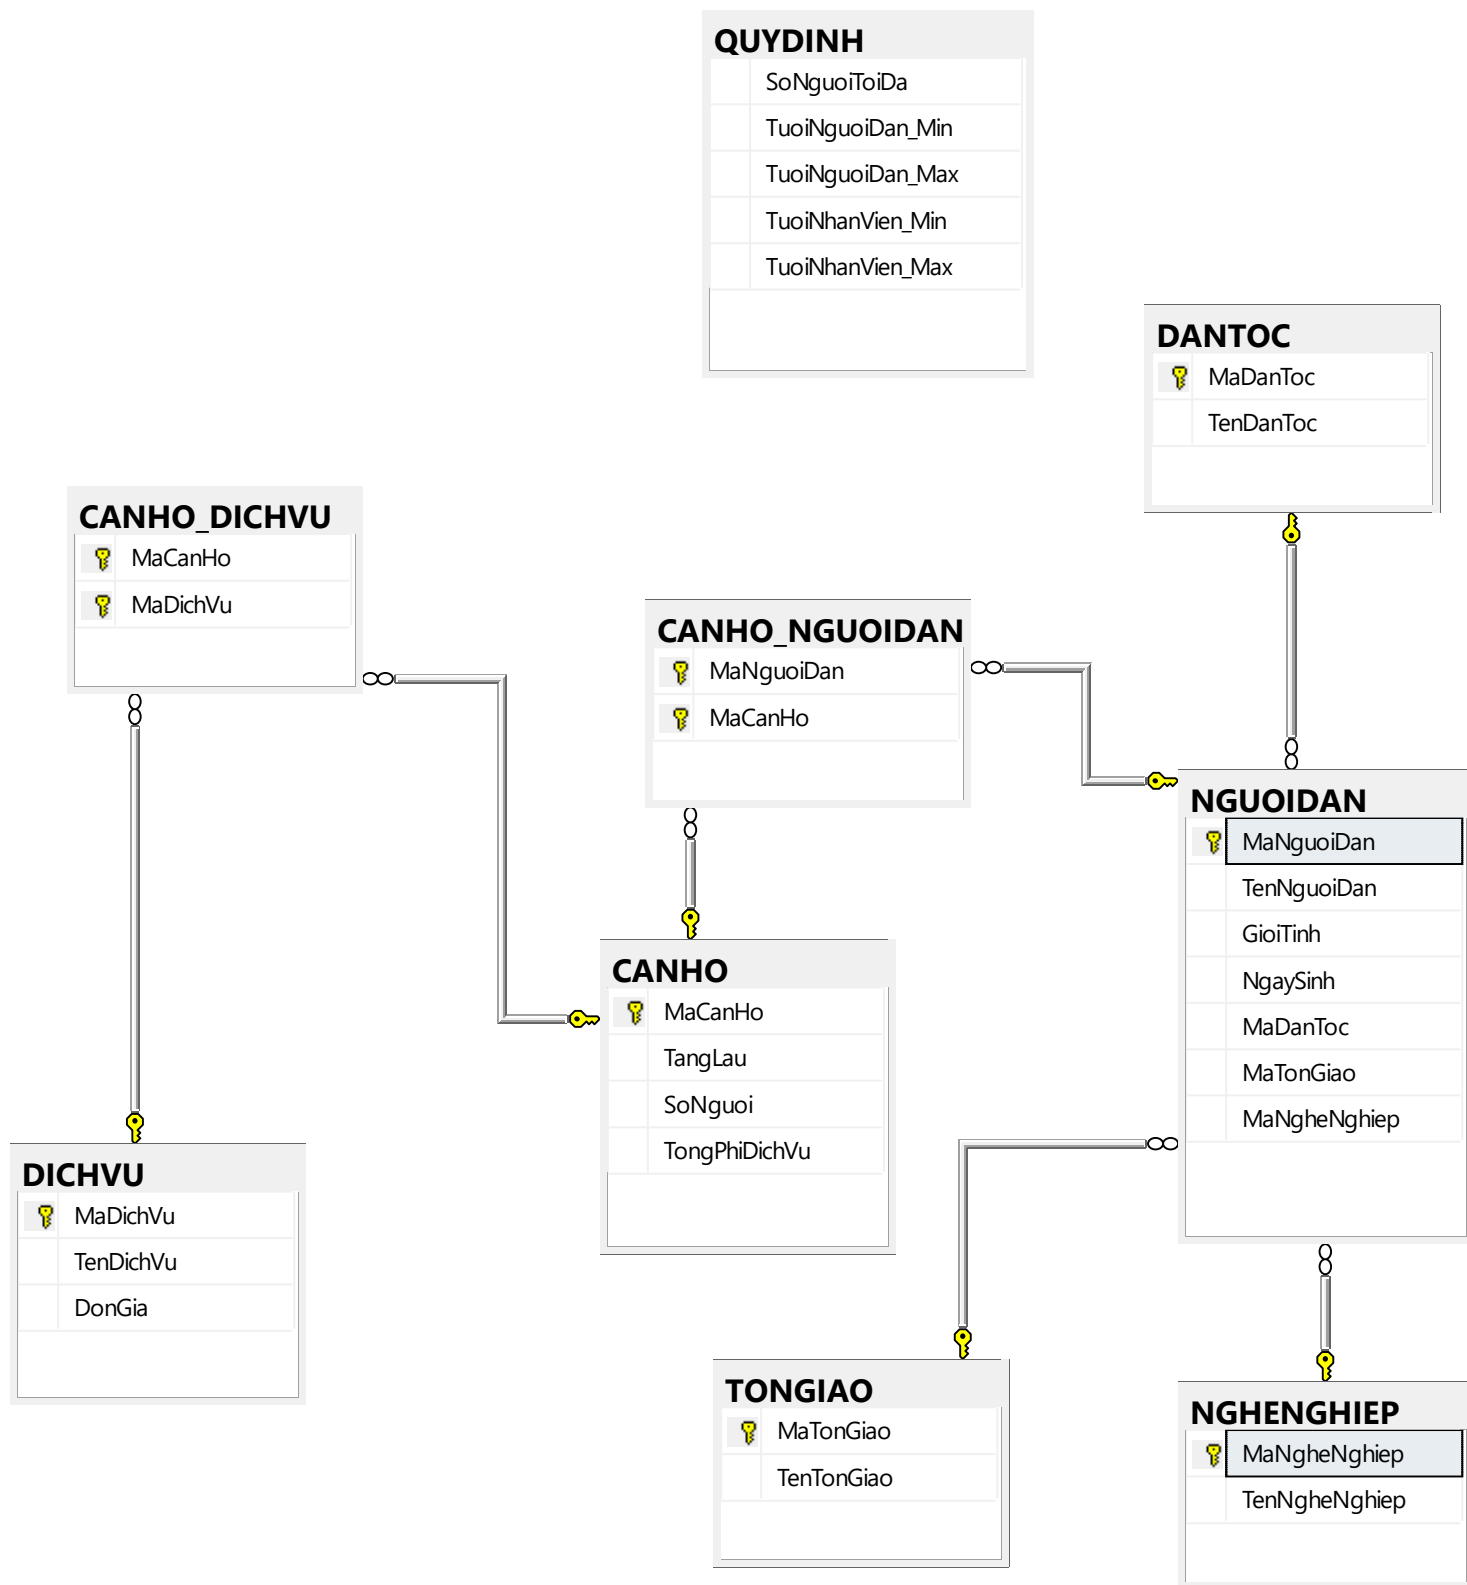 QUYDINH
SoNguoiToiDa
TuoiNguoiDan_Min
TuoiNguoiDan_Max
TuoiNhanVien_Min
TuoiNhanVien_Max
DANTOC
MaDanToc
TenDanToc
CANHO_DICHVU
MaCanHo
MaDichVu
CANHO_NGUOIDAN
MaNguoiDan
MaCanHo
NGUOIDAN
MaNguoiDan
TenNguoiDan
GioiTinh
NgaySinh
MaDanToc
MaTonGiao
MaNgheNghiep
CANHO
MaCanHo
TangLau
SoNguoi
TongPhiDichVu
DICHVU
MaDichVu
TenDichVu
DonGia
TONGIAO
MaTonGiao
TenTonGiao
NGHENGHIEP
MaNgheNghiep
TenNgheNghiep